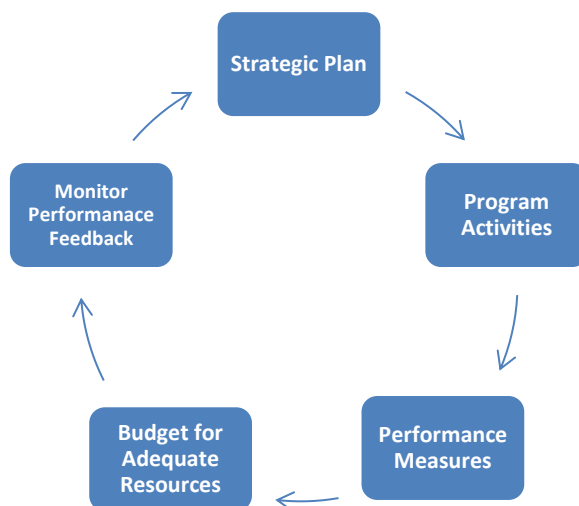 Strategic Plan
Program
Activities
Performance
Measures
Budget for
Adequate
Resources
Monitor
Performanace
Feedback